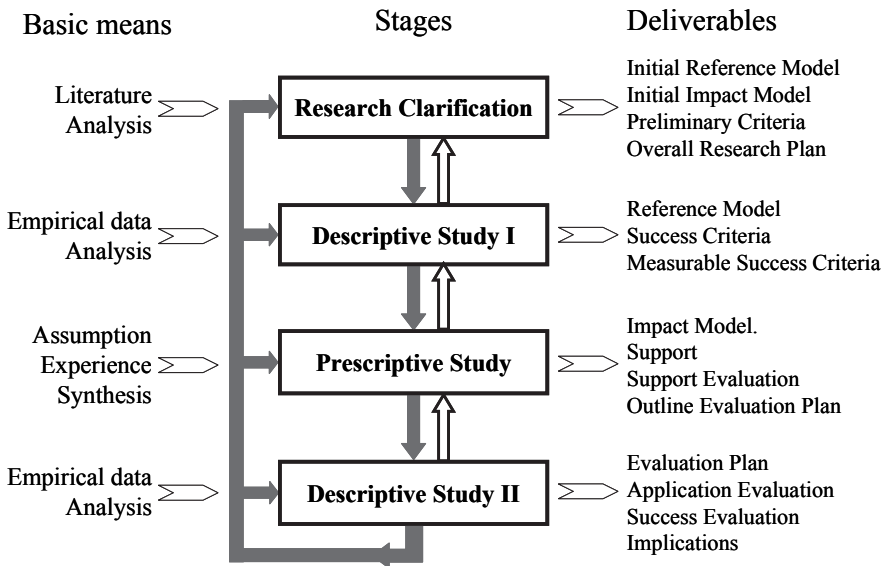 Basic means
Stages
Deliverables
Literature
Analysis
Research Clarification
Initial Reference Model
Initial Impact Model
Preliminary Criteria
Overall Research Plan
Empirical data
Analysis
Descriptive Study I
Reference Model
Success Criteria
Measurable Success Criteria
Assumption
Experience
Synthesis
Prescriptive Study
Impact Model.
Support
Support Evaluation
Outline Evaluation Plan
Empirical data
Analysis
Descriptive Study II
Evaluation Plan
Application Evaluation
Success Evaluation
Implications